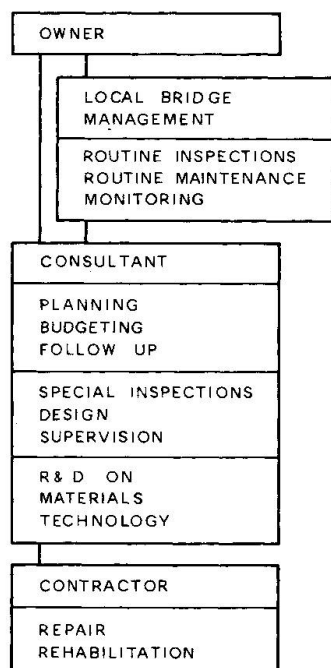 OWNER
LOCAL BRIDGE
MANAGEMENT
ROUTINE INSPECTIONS
ROUTINE MAINTENANCE
MONITORING
CONSULTANT
PLANNING
BUDGETING
FOLLOW UP
SPECIAL INSPECTIONS
DESIGN
SUPERVISION
R & D ON
MATERIALS
TECHNOLOGY
CONTRACTOR
REPAIR
REHABILITATION